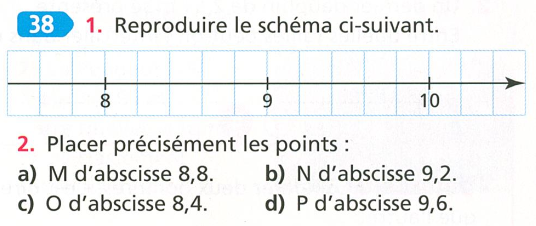 38 1. Reproduire le schéma ci-suivant.
8 9 10
2. Placer précisément les points :
a) M d'abscisse 8,8. b) N d'abscisse 9,2.
c) O d'abscisse 8,4. d) P d'abscisse 9,6.